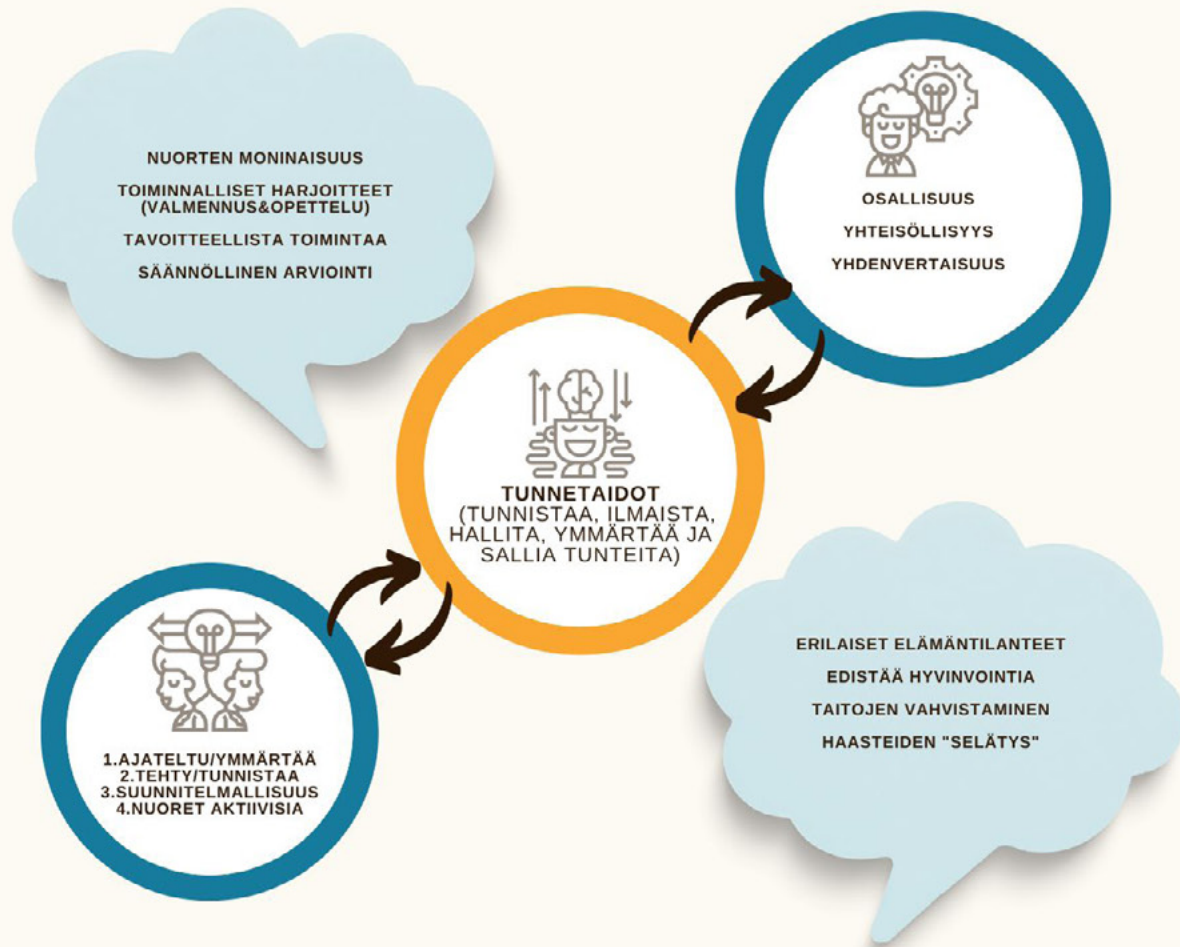 NUORTEN MONINAISUUS
TOIMINNALLISET HARJOITTEET
(VALMENNUS&OPETTELU)
TAVOITTEELLISTA TOIMINTAA
SÄÄNNÖLLINEN ARVIOINTI
OSALLISUUS
YHTEISÖLLISYYS
YHDENVERTAISUUS
TUNNETAIDOT
(TUNNISTAA, ILMAISTA,
HALLITA, YMMÄRTÄÄ JA
SALLIA TUNTEITA)
1.AJATELTU/YMMÄRTÄÄ
2.TEHTY/TUNNISTAA
3.SUUNNITELMALLISUUS
4.NUORET AKTIIVISIA
ERILAISET ELÄMÄNTILANTEET
EDISTÄÄ HYVINVOINTIA
TAITOJEN VAHVISTAMINEN
HAASTEIDEN "SELÄTYS"